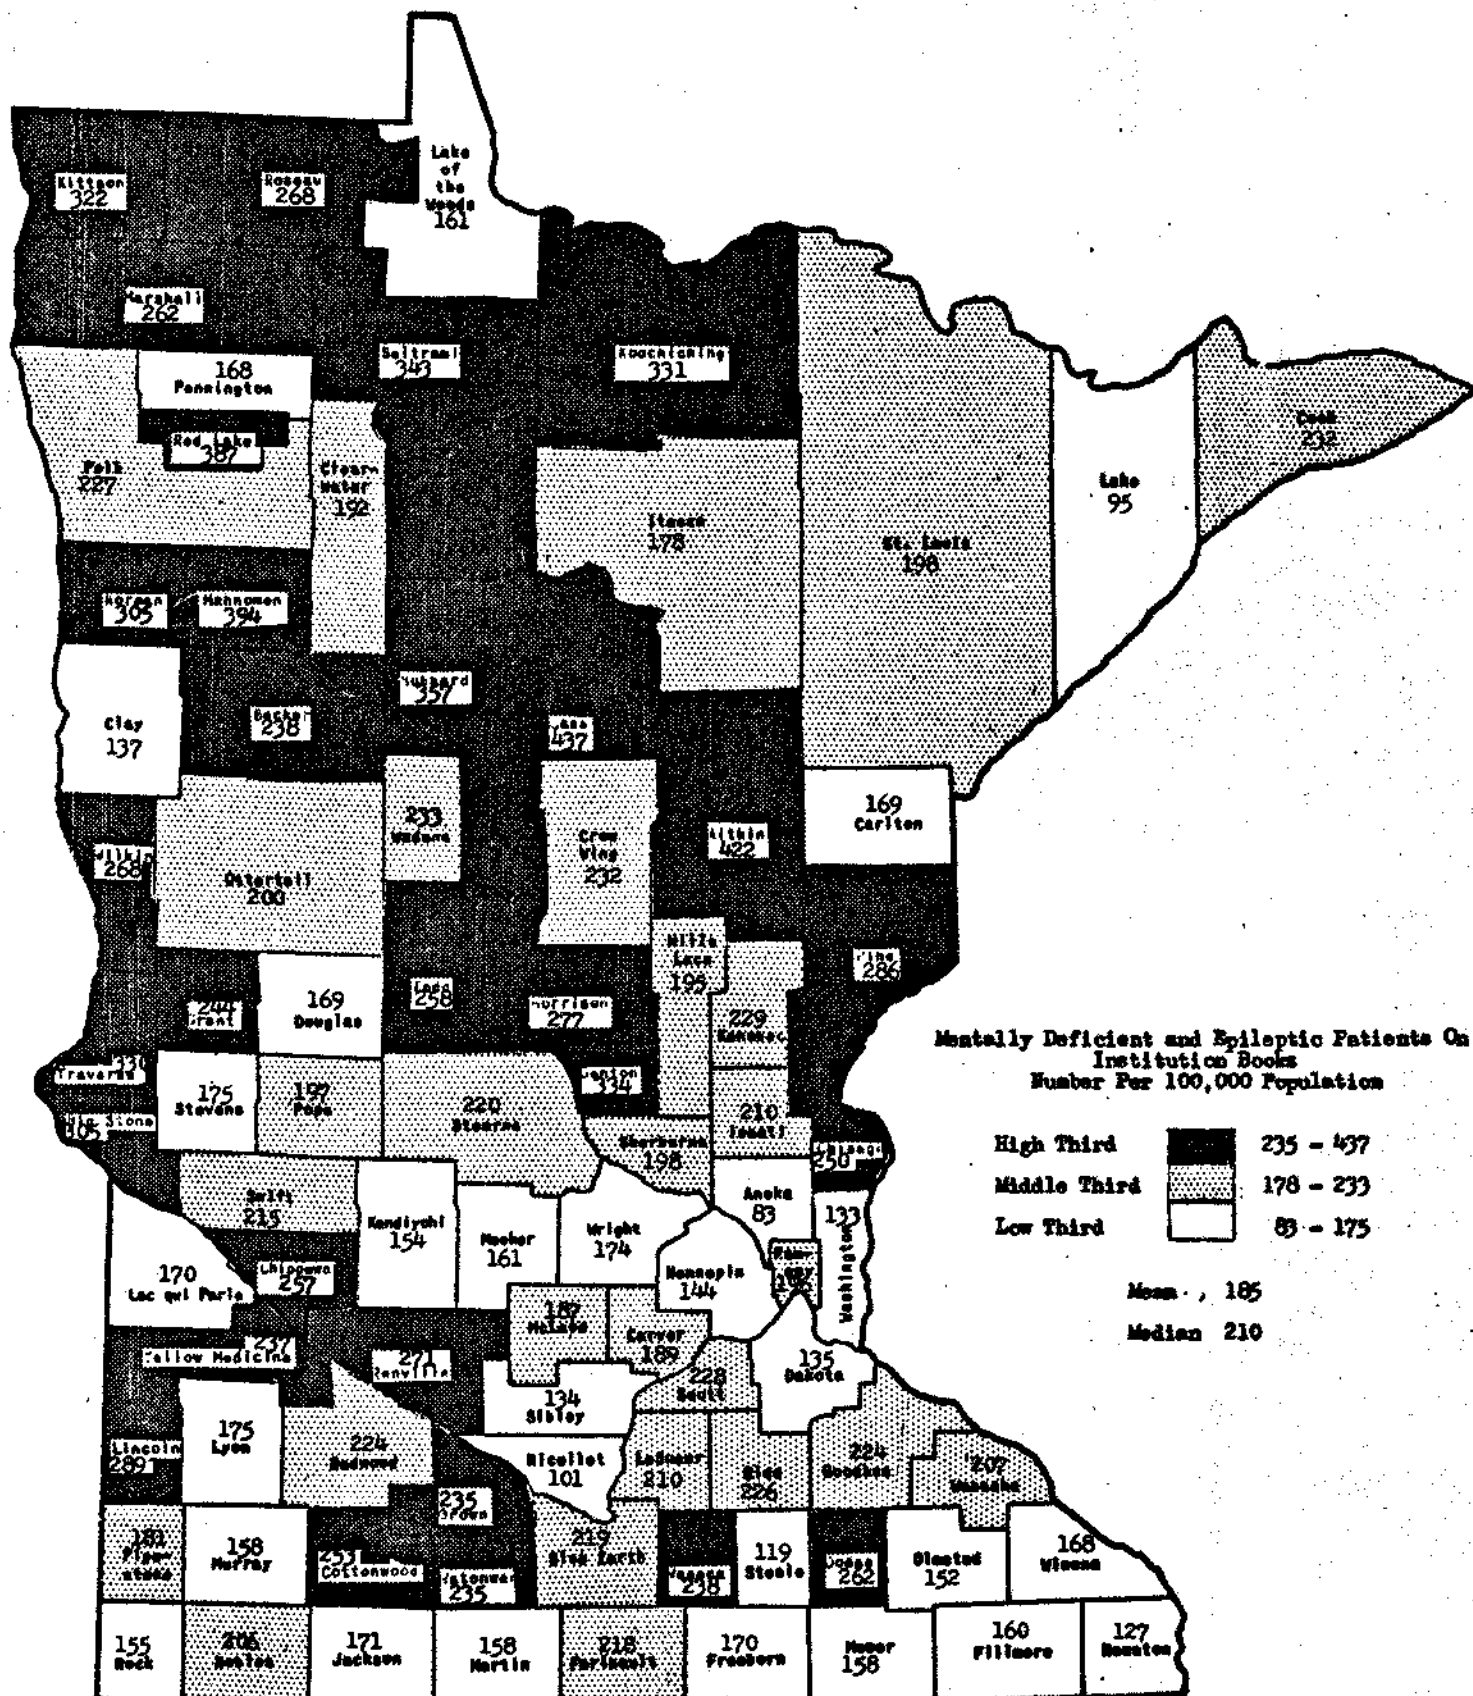 Lake
of
the
Woods
161
Kittson
322
Roseau
268
Marshall
262
Beltrami
343
Koochiching
331
168
Pennington
Red Lake
387
Polk
227
Clear-
water
192
Itasca
178
St. Louis
198
Lake
95
Cook
232
Norman
305
Mahnomen
394
Hubbard
357
Clay
137
Becker
238
Cass
437
233
Wadena
Crow
Wing
232
Aitkin
422
169
Carlton
Wilkin
268
Ottertail
200
Mille
Lacs
195
Pine
286
244
Grant
169
Douglas
Todd
258
Morrison
277
229
Kanabec
Mentally Deficient and Epileptic Patients On
Institution Books
Number Per 100,000 Population
Traverse
175
Stevens
197
Pope
220
Stearns
Benton
334
210
Isanti
Stone
Sherburne
198
High Third 235 - 437
Middle Third 178 - 233
Low Third 83 - 175
Swift
215
Kandiyohi
154
Meeker
161
Wright
174
Anoka
83
133
Washington
170
Lac qui Parle
Chippewa
257
Hennepin
144
Mean 185
Median 210
187
McLeod
Carver
189
237
Yellow Medicine
271
Renville
134
Sibley
228
Scott
135
Dakota
175
Lyon
224
Redwood
Lincoln
289
Nicollet
101
LeSueur
210
Rice
226
224
Goodhue
207
Wabasha
235
Brown
181
Pipe-
stone
158
Murray
253
Cottonwood
Watonwan
235
219
Blue Earth
Waseca
238
119
Steele
Dodge
262
Olmsted
152
168
Winona
155
Rock
206
Nobles
171
Jackson
158
Martin
218
Faribault
170
Freeborn
Mower
158
160
Fillmore
127
Houston